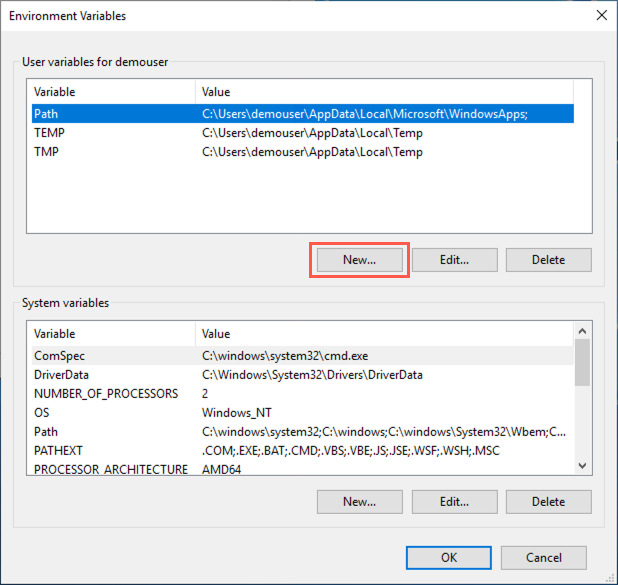 Environment Variables
User variables for demouser
Variable Value
Path C:\Users\demouser\AppData\Local\Microsoft\WindowsApps;
TEMP C:\Users\demouser\AppData\Local\Temp
TMP C:\Users\demouser\AppData\Local\Temp
New... Edit... Delete
System variables
Variable Value
ComSpec C:\windows\system32\cmd.exe
DriverData C:\Windows\System32\Drivers\DriverData
NUMBER_OF_PROCESSORS 2
OS Windows_NT
Path C:\windows\system32;C:\windows;C:\windows\System32\Wbem;C...
PATHEXT .COM;.EXE;.BAT;.CMD;.VBS;.VBE;.JS;.JSE;.WSF;.WSH;.MSC
PROCESSOR_ARCHITECTURE AMD64
New... Edit... Delete
OK Cancel